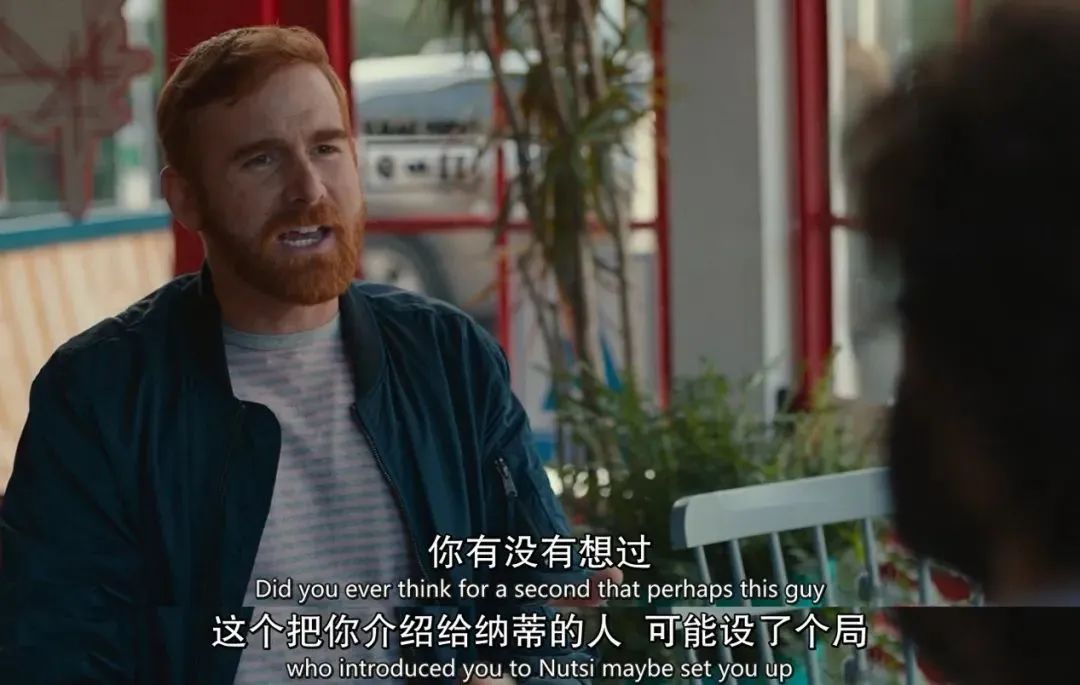 你有没有想过
Did you ever think for a second that perhaps this guy
这个把你介绍给纳蒂的人 可能设了个局
who introduced you to Nutsi maybe set you up